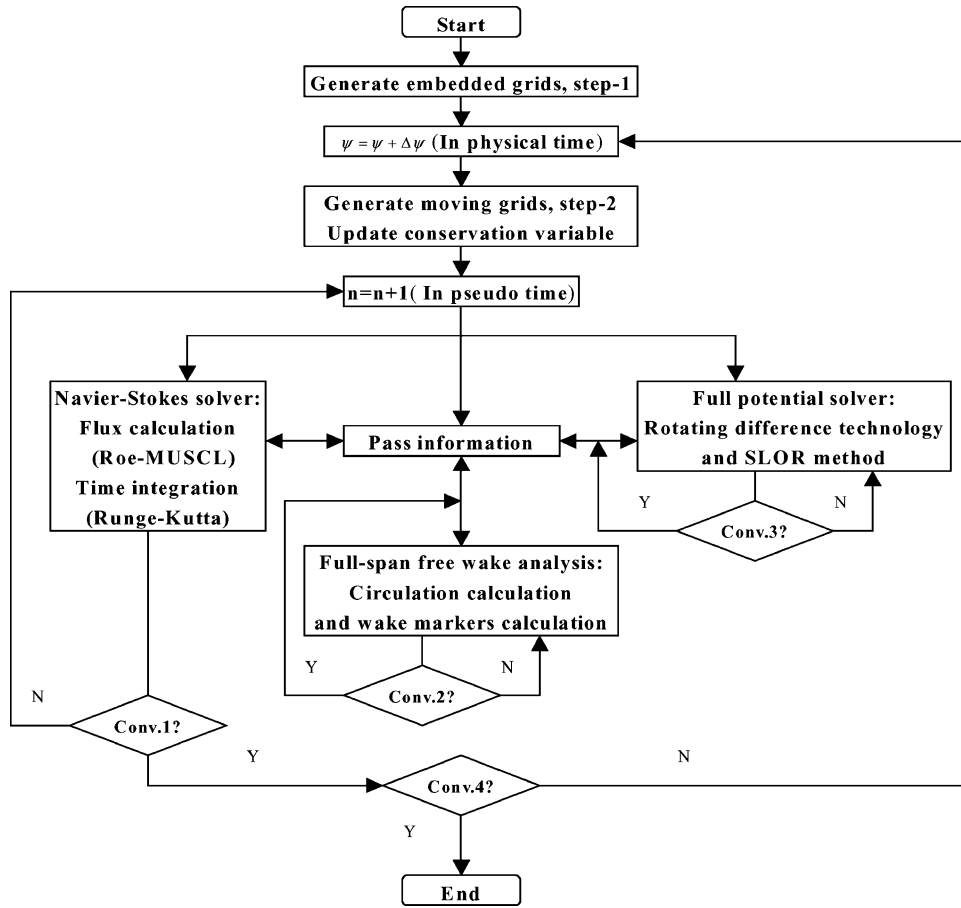 Start
Generate embedded grids, step-1
ψ = ψ + Δψ (In physical time)
Generate moving grids, step-2
Update conservation variable
n=n+1( In pseudo time)
Navier-Stokes solver:
Flux calculation
(Roe-MUSCL)
Time integration
(Runge-Kutta)
Pass information
Full potential solver:
Rotating difference technology
and SLOR method
Y
N
Conv.3?
Full-span free wake analysis:
Circulation calculation
and wake markers calculation
Y
N
Conv.2?
N
Conv.1?
Y
Conv.4?
N
Y
End